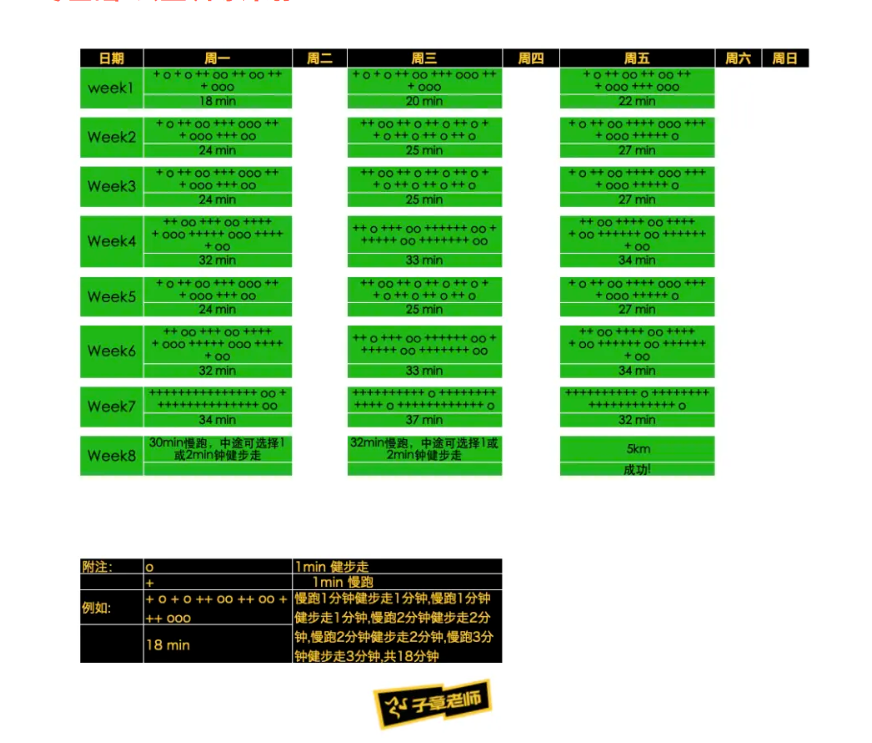 日期 周一 周二 周三 周四 周五 周六 周日
week1
+ o + o ++ oo ++ oo ++
+ ooo
18 min
+ o + o ++ oo +++ ooo ++
+ ooo
20 min
+ o ++ oo ++ oo ++
+ ooo +++ ooo
22 min
Week2
+ o ++ oo +++ ooo ++
+ ooo +++ oo
24 min
++ oo ++ o ++ o ++ o +
+ o ++ o ++ o ++ o
25 min
+ o ++ oo ++++ ooo +++
+ ooo +++++ o
27 min
Week3
+ o ++ oo +++ ooo ++
+ ooo +++ oo
24 min
++ oo ++ o ++ o ++ o +
+ o ++ o ++ o ++ o
25 min
+ o ++ oo ++++ ooo +++
+ ooo +++++ o
27 min
Week4
++ oo +++ oo ++++
+ ooo +++++ ooo ++++
+ oo
32 min
++ o +++ oo ++++++ oo +
+++++ oo +++++++ oo
33 min
++ oo ++++ oo ++++
+ oo ++++++ oo ++++++
+ oo
34 min
Week5
+ o ++ oo +++ ooo ++
+ ooo +++ oo
24 min
++ oo ++ o ++ o ++ o +
+ o ++ o ++ o ++ o
25 min
+ o ++ oo ++++ ooo +++
+ ooo +++++ o
27 min
Week6
++ oo +++ oo ++++
+ ooo +++++ ooo ++++
+ oo
32 min
++ o +++ oo ++++++ oo +
+++++ oo +++++++ oo
33 min
++ oo ++++ oo ++++
+ oo ++++++ oo ++++++
+ oo
34 min
Week7
+++++++++++++++ oo +
++++++++++++++ oo
34 min
++++++++++ o ++++++++
++++ o ++++++++++++ o
37 min
++++++++++ o ++++++++
++++++++++++ o
32 min
Week8
30min慢跑，中途可选择1
或2min钟健步走
32min慢跑，中途可选择1或
2min钟健步走
5km
成功!
附注: o 1min 健步走
+ 1min 慢跑
例如:
+ o + o ++ oo ++ oo +
++ ooo
18 min
慢跑1分钟健步走1分钟,慢跑1分钟
健步走1分钟,慢跑2分钟健步走2分
钟,慢跑2分钟健步走2分钟,慢跑3分
钟健步走3分钟,共18分钟
子章老师